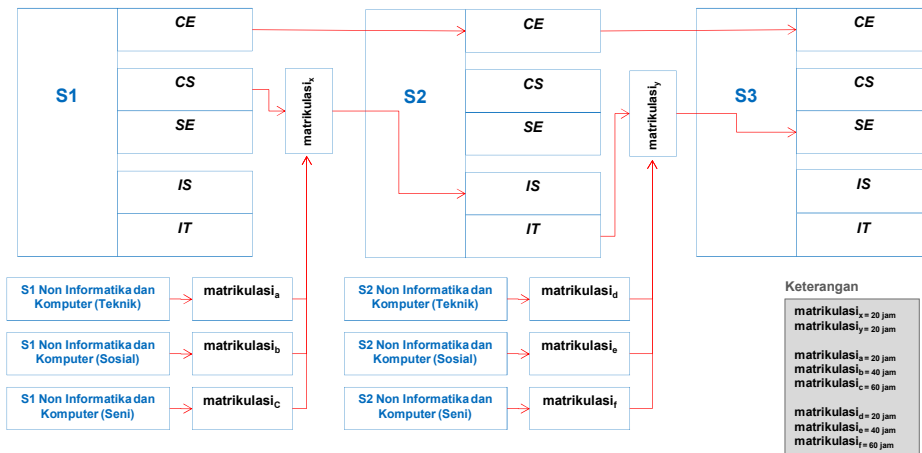 S1
CE
CS
SE
IS
IT
matrikulasix
S2
CE
CS
SE
IS
IT
matrikulasiy
S3
CE
CS
SE
IS
IT
S1 Non Informatika dan
Komputer (Teknik)
matrikulasia
S1 Non Informatika dan
Komputer (Sosial)
matrikulasib
S1 Non Informatika dan
Komputer (Seni)
matrikulasiC
S2 Non Informatika dan
Komputer (Teknik)
matrikulasid
S2 Non Informatika dan
Komputer (Sosial)
matrikulasie
S2 Non Informatika dan
Komputer (Seni)
matrikulasif
Keterangan
matrikulasix = 20 jam
matrikulasiy = 20 jam
matrikulasia = 20 jam
matrikulasib = 40 jam
matrikulasic = 60 jam
matrikulasid = 20 jam
matrikulasie = 40 jam
matrikulasif = 60 jam